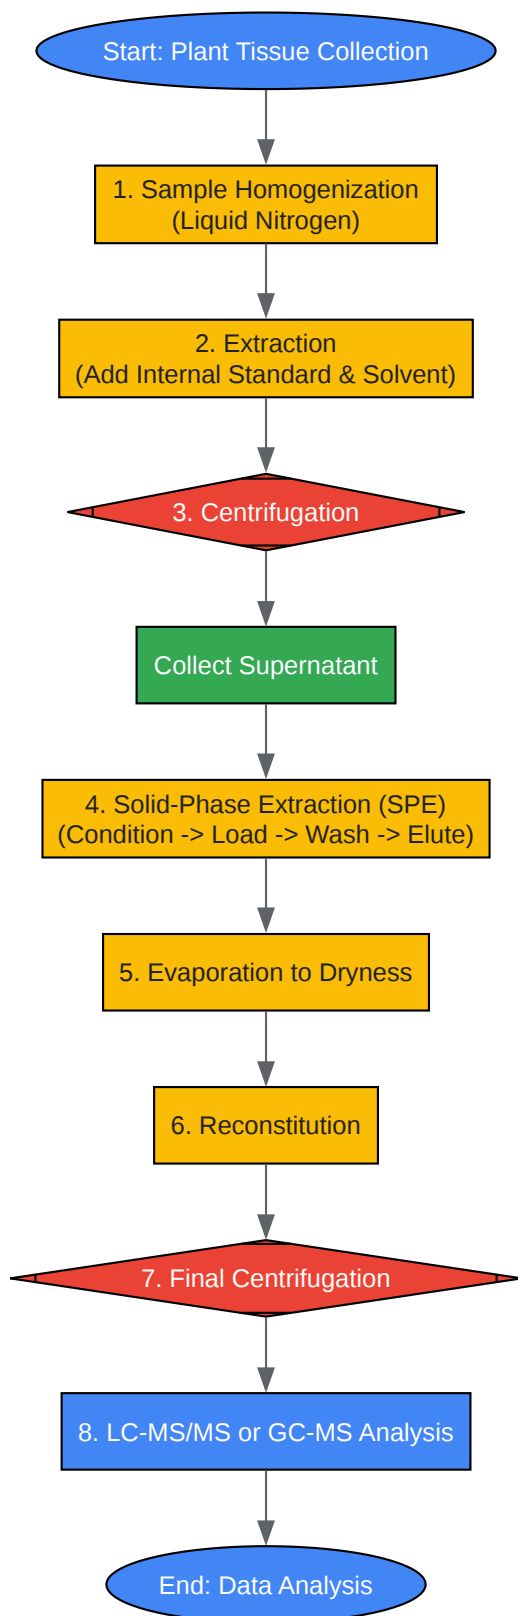 Start: Plant Tissue Collection
1. Sample Homogenization
(Liquid Nitrogen)
2. Extraction
(Add Internal Standard & Solvent)
3. Centrifugation
Collect Supernatant
4. Solid-Phase Extraction (SPE)
(Condition -> Load -> Wash -> Elute)
5. Evaporation to Dryness
6. Reconstitution
7. Final Centrifugation
8. LC-MS/MS or GC-MS Analysis
End: Data Analysis